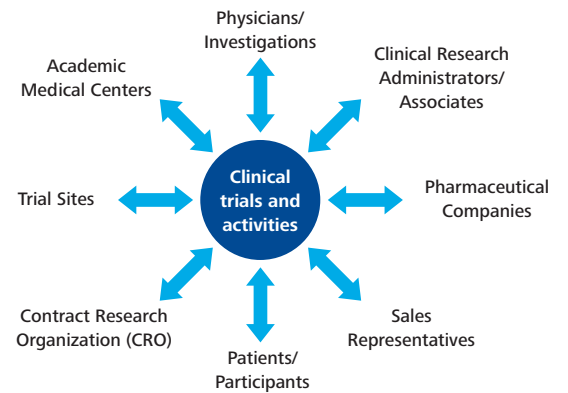 Physicians/
Investigations
Clinical Research
Administrators/
Associates
Academic
Medical Centers
Clinical
trials and
activities
Trial Sites
Pharmaceutical
Companies
Contract Research
Organization (CRO)
Sales
Representatives
Patients/
Participants